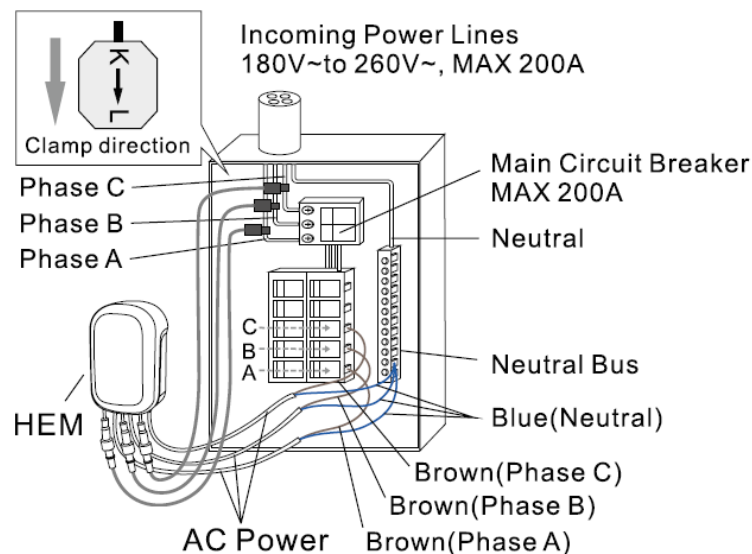 K
L
Clamp direction
Incoming Power Lines
180V~to 260V~, MAX 200A
Phase C
Phase B
Phase A
Main Circuit Breaker
MAX 200A
Neutral
C
B
A
Neutral Bus
HEM
Blue(Neutral)
Brown(Phase C)
Brown(Phase B)
AC Power
Brown(Phase A)